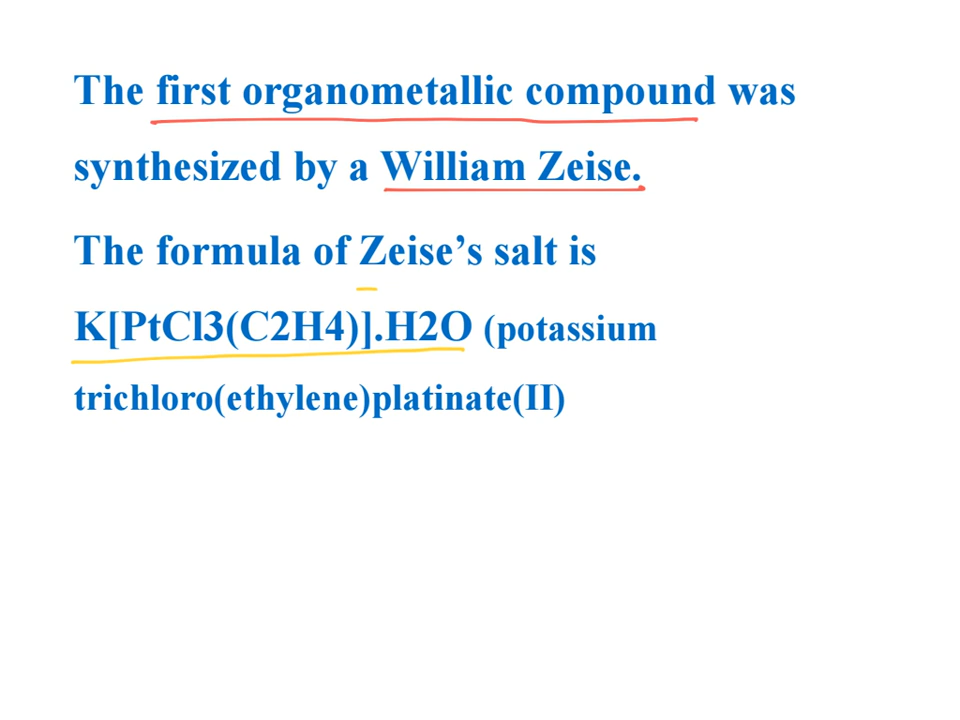 The first organometallic compound was
synthesized by a William Zeise.
The formula of Zeise’s salt is
K[PtCl3(C2H4)].H2O (potassium
trichloro(ethylene)platinate(II)